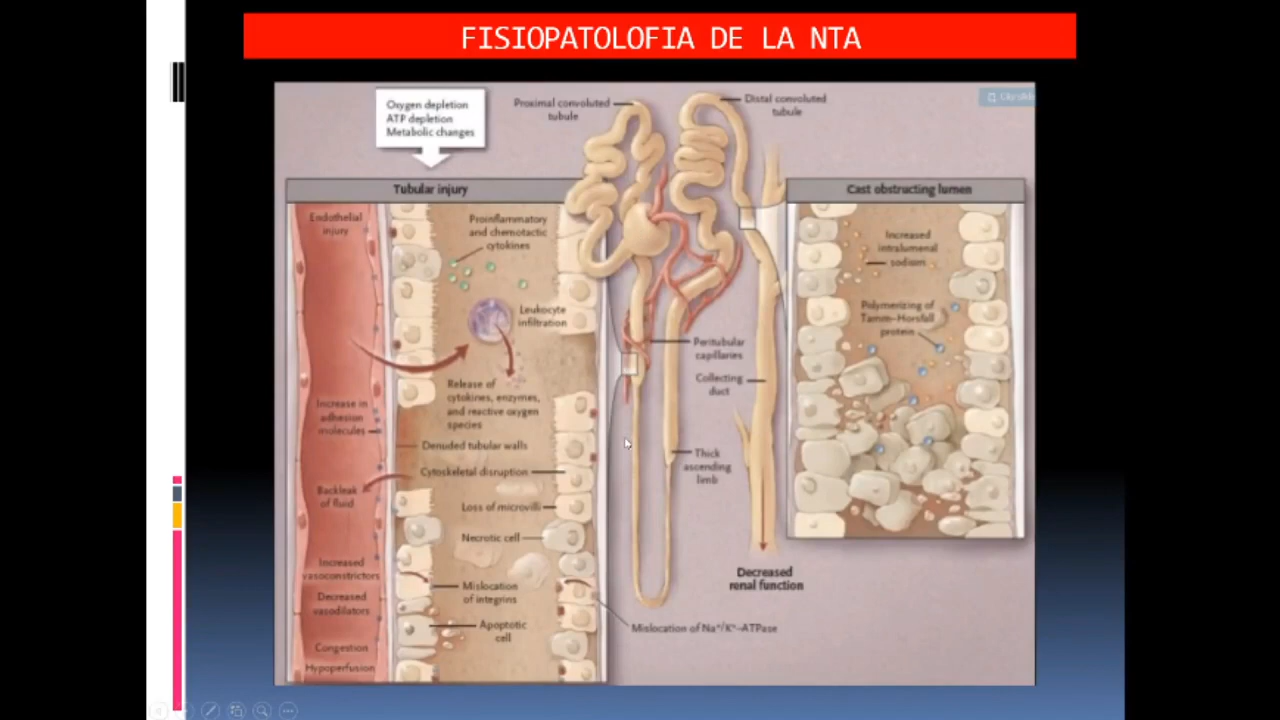 FISIOPATOLOFIA DE LA NTA
Oxygen depletion
ATP depletion
Metabolic changes
Proximal convoluted
tubule
Distal convoluted
tubule
Tubular injury
Endothelial
injury
Proinflammatory
and chemotactic
cytokines
Leukocyte
infiltration
Release of
cytokines, enzymes,
and reactive oxygen
species
Increase in
adhesion
molecules
Denuded tubular walls
Cytoskeletal disruption
Backleak
of fluid
Loss of microvilli
Necrotic cell
Increased
vasoconstrictors
Decreased
vasodilators
Mislocation
of integrins
Apoptotic
cell
Congestion
Hypoperfusion
Peritubular
capillaries
Collecting
duct
Thick
ascending
limb
Decreased
renal function
Mislocation of Na⁺/K⁺–ATPase
Cast obstructing lumen
Increased
intraluminal
sodium
Polymerizing of
Tamm–Horsfall
protein